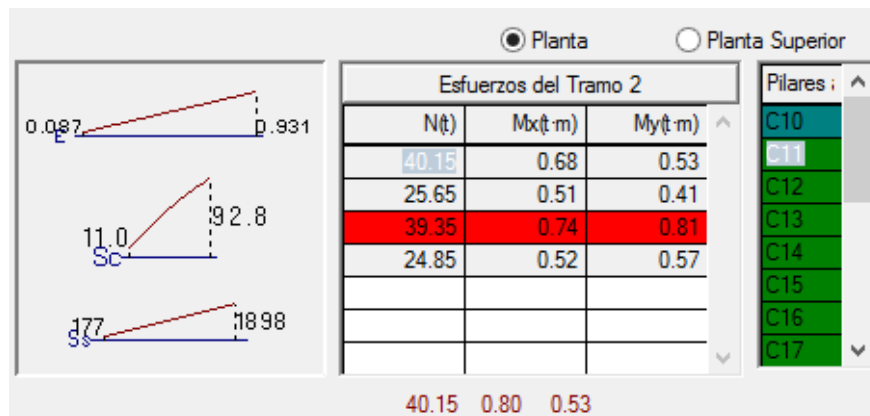 Planta Planta Superior
0.087 0.931
E
11.0 92.8
Sc
177 1898
Ss
Esfuerzos del Tramo 2
N(t) Mx(t·m) My(t·m)
40.15 0.68 0.53
25.65 0.51 0.41
39.35 0.74 0.81
24.85 0.52 0.57
40.15 0.80 0.53
Pilares
C10
C11
C12
C13
C14
C15
C16
C17